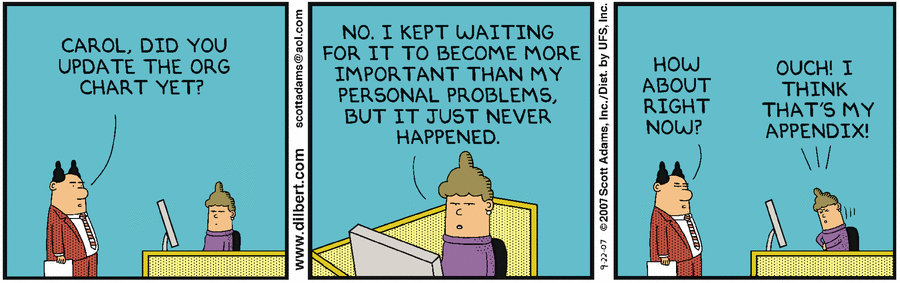 CAROL, DID YOU
UPDATE THE ORG
CHART YET?
www.dilbert.com scottadams@aol.com
NO. I KEPT WAITING
FOR IT TO BECOME MORE
IMPORTANT THAN MY
PERSONAL PROBLEMS,
BUT IT JUST NEVER
HAPPENED.
9-22-07 ©2007 Scott Adams, Inc./Dist. by UFS, Inc.
HOW
ABOUT
RIGHT
NOW?
OUCH! I
THINK
THAT'S MY
APPENDIX!